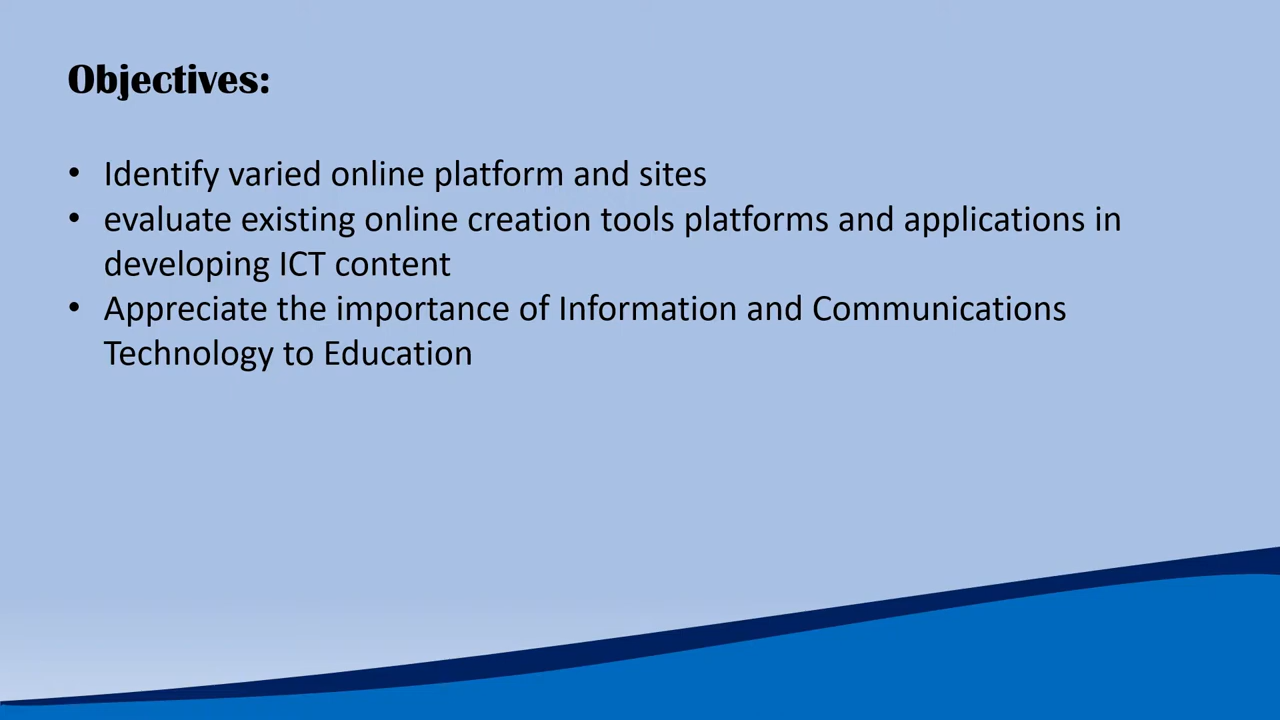 Objectives:
• Identify varied online platform and sites
• evaluate existing online creation tools platforms and applications in
developing ICT content
• Appreciate the importance of Information and Communications
Technology to Education